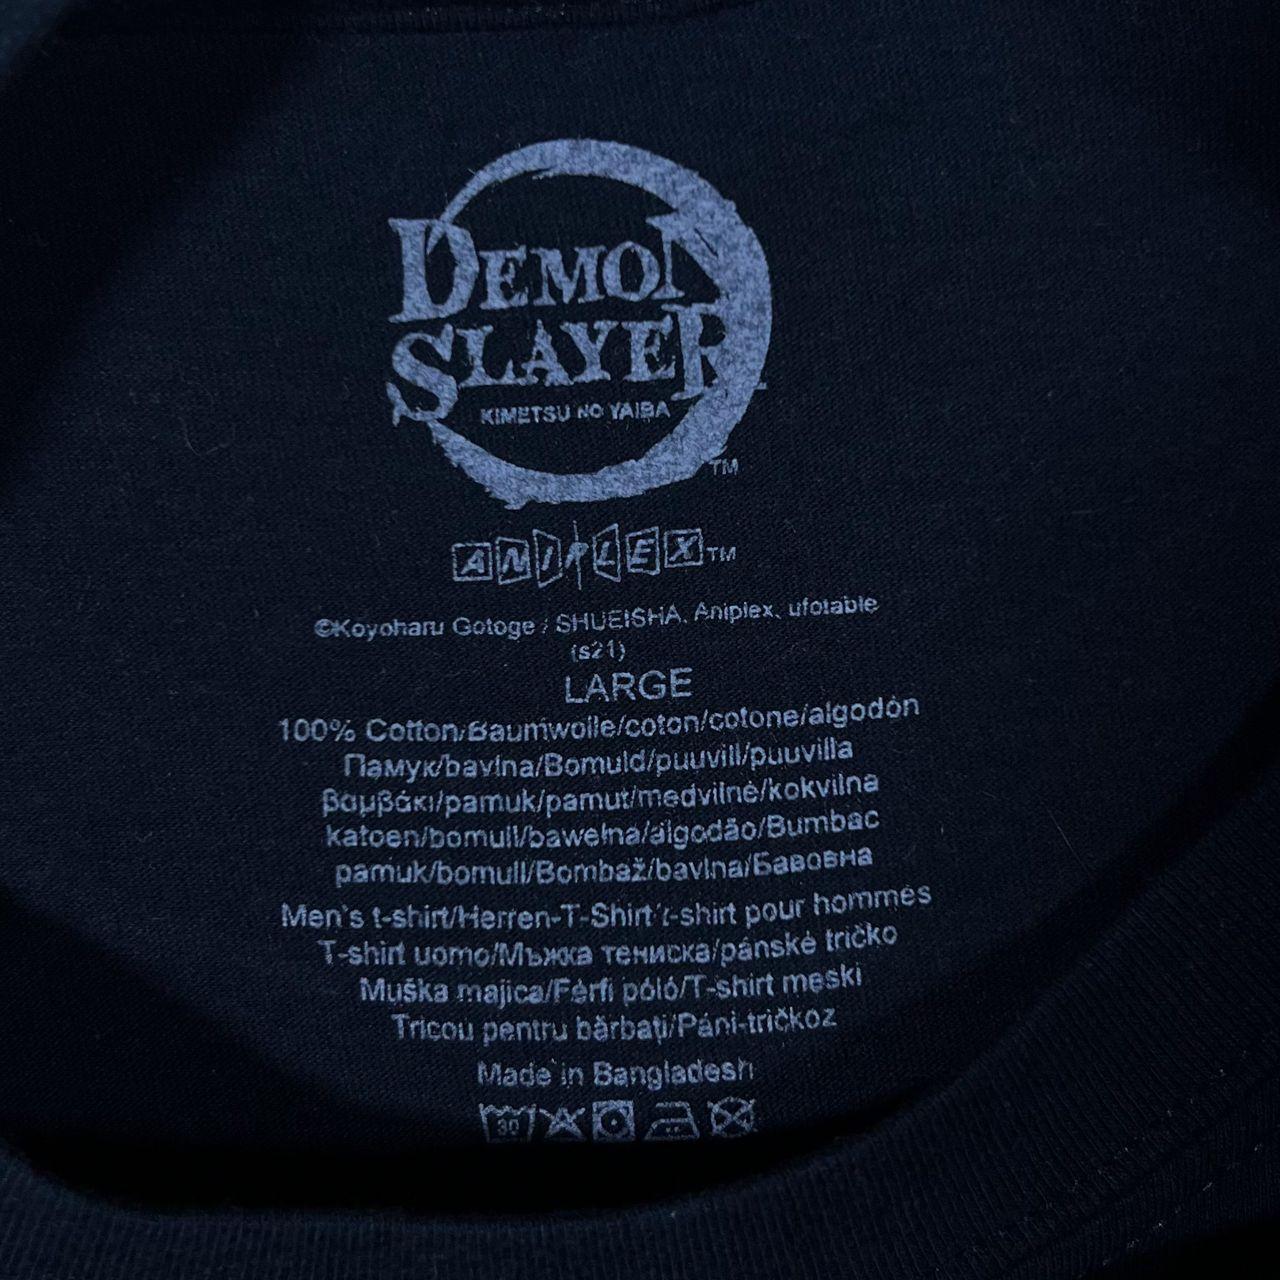 DEMON
SLAYER
KIMETSU NO YAIBA
TM
ANIPLEX TM
©Koyoharu Gotoge / SHUEISHA, Aniplex, ufotable
(s21)
LARGE
100% Cotton/Baumwolle/coton/cotone/algodón
Памук/bavlna/Bomuld/puuvill/puuvilla
βαμβάκι/pamuk/pamut/medvilnė/kokvilna
katoen/bomull/bawełna/algodão/Bumbac
pamuk/bomull/Bombaž/bavlna/Бавовна
Men's t-shirt/Herren-T-Shirt/t-shirt pour hommes
T-shirt uomo/Мъжка тениска/pánské tričko
Muška majica/Férfi póló/T-shirt męski
Tricou pentru bărbați/Páni-tričkoz
Made in Bangladesh
30